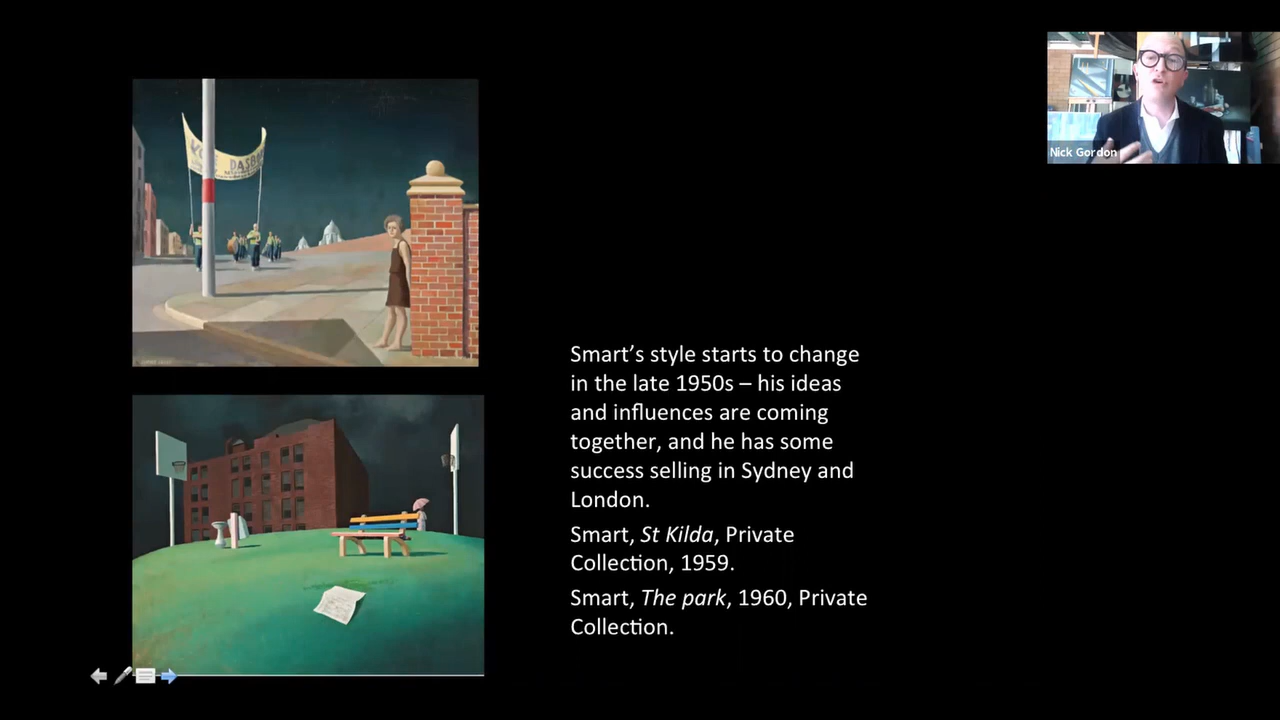 Nick Gordon
DASB
Smart’s style starts to change
in the late 1950s – his ideas
and influences are coming
together, and he has some
success selling in Sydney and
London.
Smart, St Kilda, Private
Collection, 1959.
Smart, The park, 1960, Private
Collection.